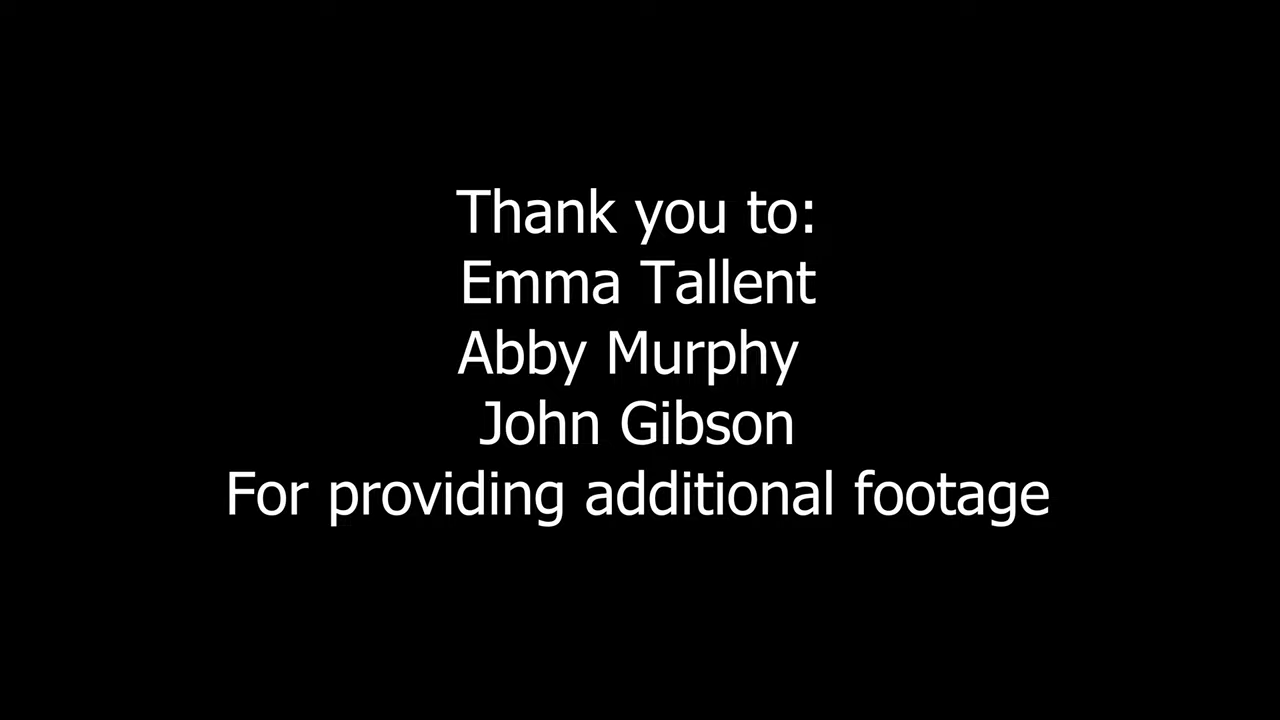 Thank you to:
Emma Tallent
Abby Murphy
John Gibson
For providing additional footage